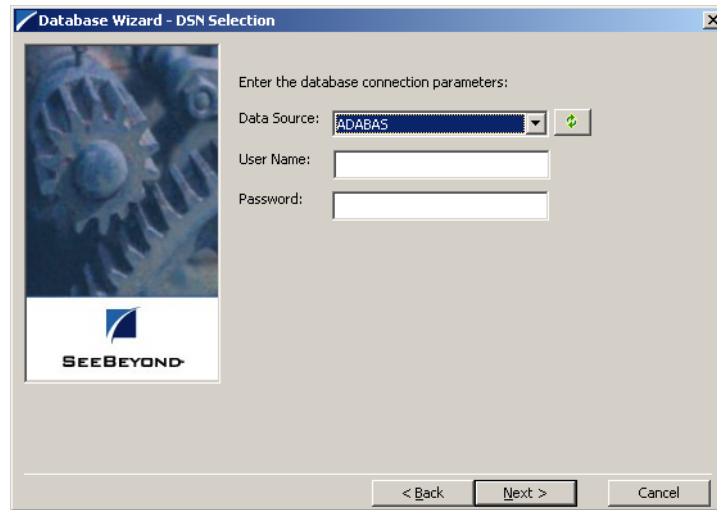 Database Wizard - DSN Selection
Enter the database connection parameters:
Data Source: ADABAS
User Name:
Password:
SEEBEYOND
< Back Next > Cancel